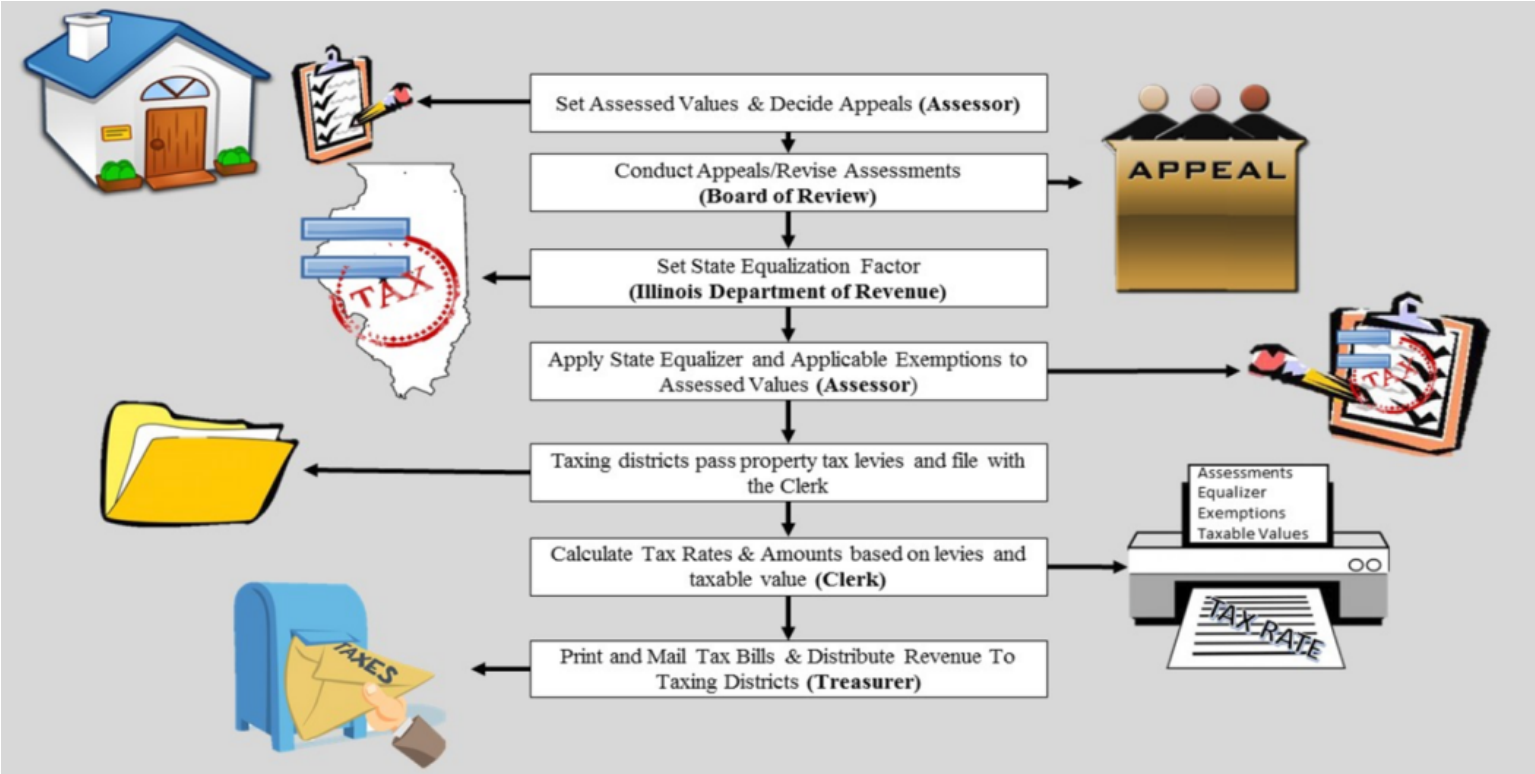 Set Assessed Values & Decide Appeals (Assessor)
APPEAL
Conduct Appeals/Revise Assessments
(Board of Review)
Set State Equalization Factor
(Illinois Department of Revenue)
TAX
Apply State Equalizer and Applicable Exemptions to
Assessed Values (Assessor)
TAX
Taxing districts pass property tax levies and file with
the Clerk
Assessments
Equalizer
Exemptions
Taxable Values
Calculate Tax Rates & Amounts based on levies and
taxable value (Clerk)
TAX RATE
TAXES
Print and Mail Tax Bills & Distribute Revenue To
Taxing Districts (Treasurer)